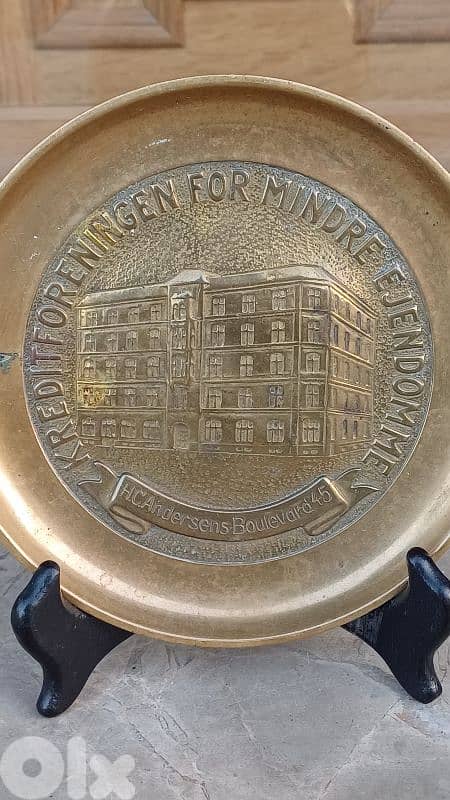 KREDITFORENINGEN FOR MINDRE EJENDOMME
H.C.Andersens Boulevard 45
OLX